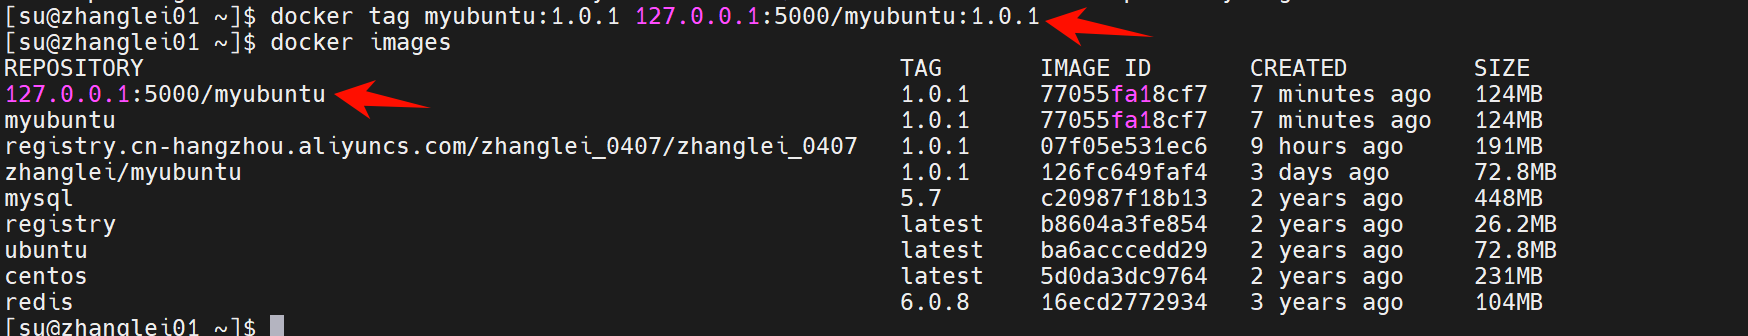 [su@zhanglei01 ~]$ docker tag myubuntu:1.0.1 127.0.0.1:5000/myubuntu:1.0.1
[su@zhanglei01 ~]$ docker images
REPOSITORY TAG IMAGE ID CREATED SIZE
127.0.0.1:5000/myubuntu 1.0.1 77055fa18cf7 7 minutes ago 124MB
myubuntu 1.0.1 77055fa18cf7 7 minutes ago 124MB
registry.cn-hangzhou.aliyuncs.com/zhanglei_0407/zhanglei_0407 1.0.1 07f05e531ec6 9 hours ago 191MB
zhanglei/myubuntu 1.0.1 126fc649faf4 3 days ago 72.8MB
mysql 5.7 c20987f18b13 2 years ago 448MB
registry latest b8604a3fe854 2 years ago 26.2MB
ubuntu latest ba6acccedd29 2 years ago 72.8MB
centos latest 5d0da3dc9764 2 years ago 231MB
redis 6.0.8 16ecd2772934 3 years ago 104MB
[su@zhanglei01 ~]$